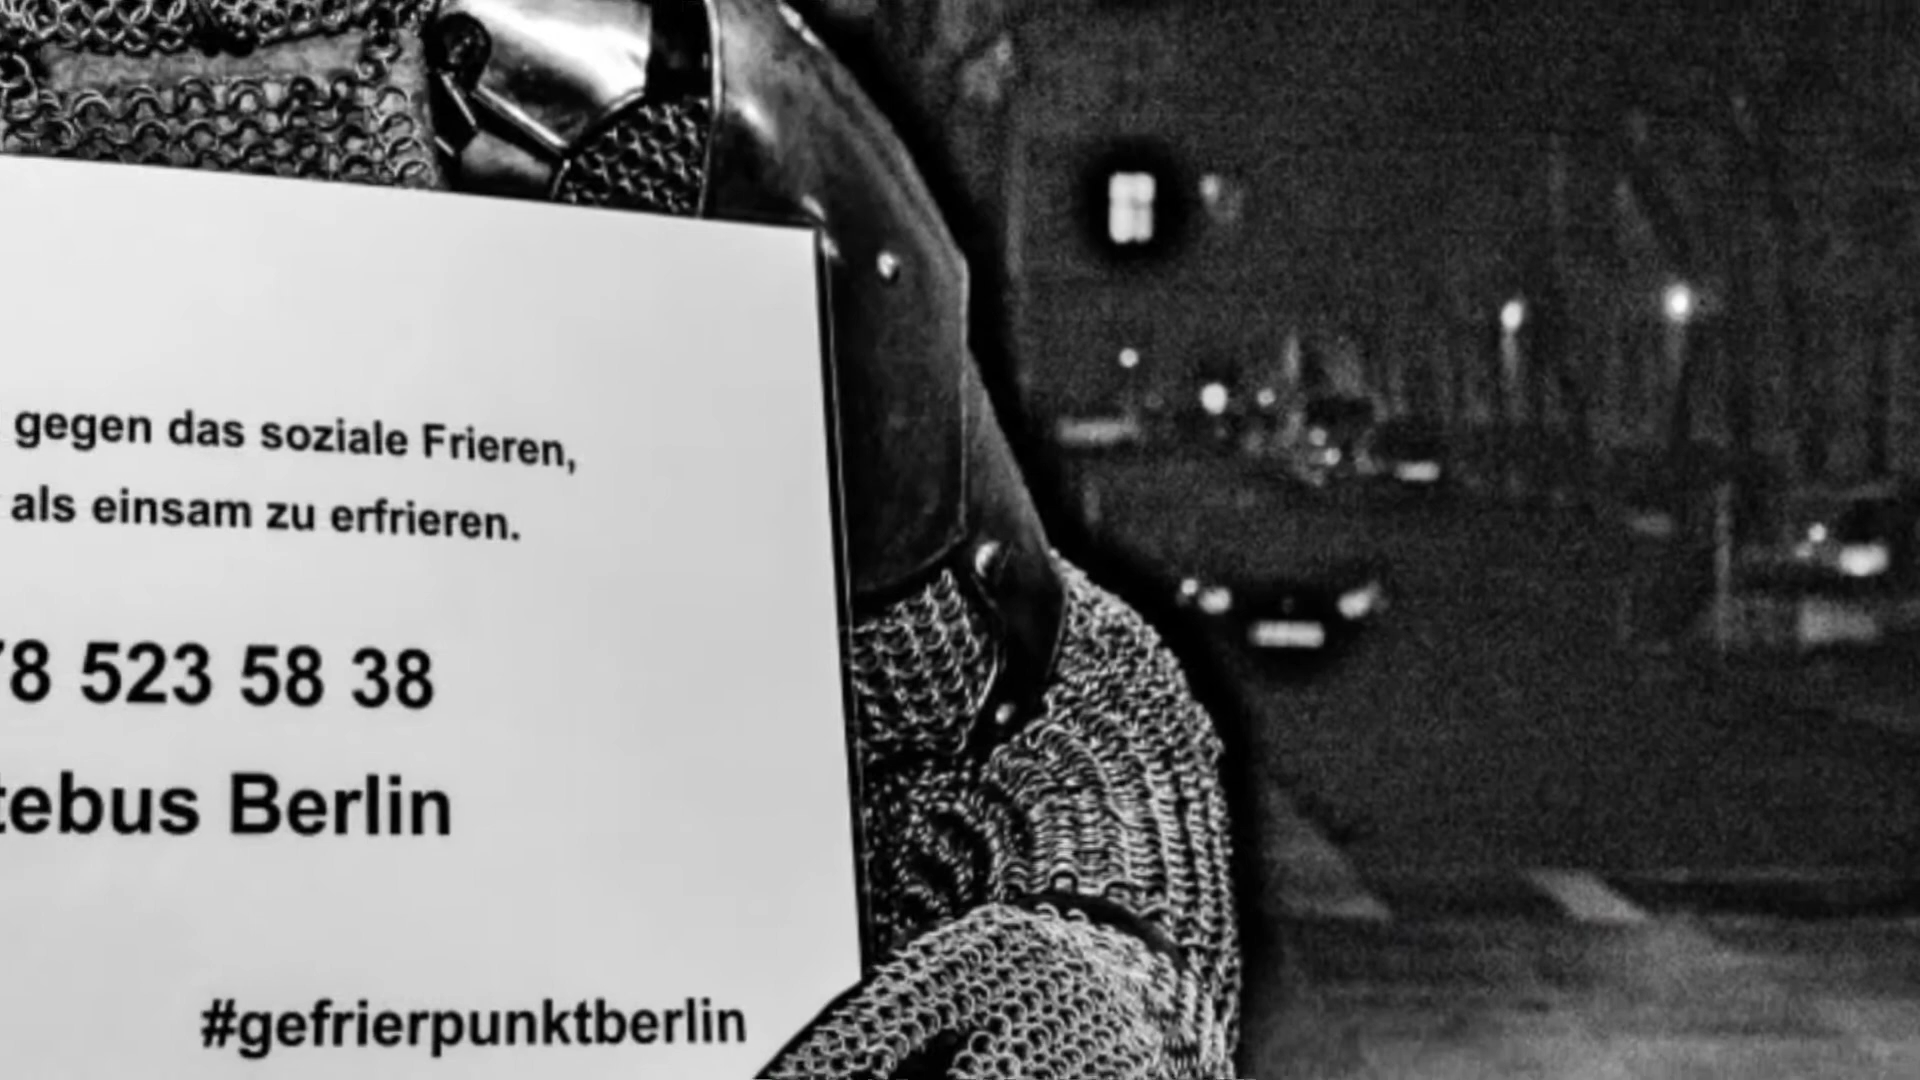 gegen das soziale Frieren,
als einsam zu erfrieren.
78 523 58 38
tebus Berlin
#gefrierpunktberlin